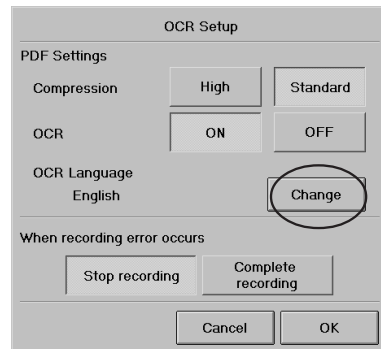 OCR Setup
PDF Settings
Compression High Standard
OCR ON OFF
OCR Language
English Change
When recording error occurs
Stop recording Complete recording
Cancel OK